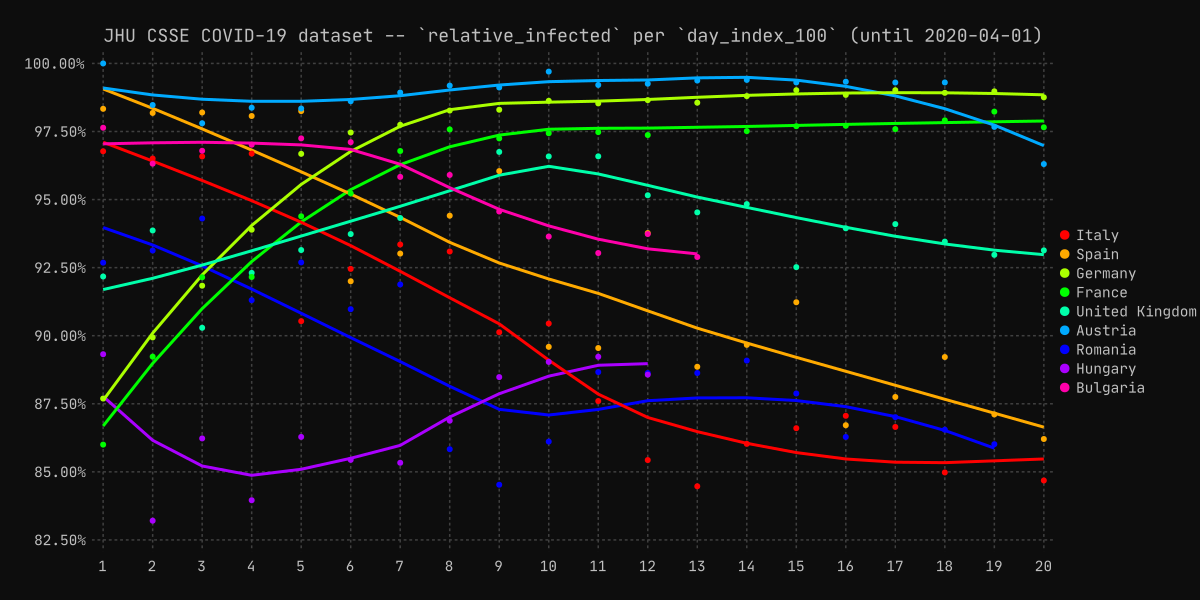 JHU CSSE COVID-19 dataset -- `relative_infected` per `day_index_100` (until 2020-04-01)
100.00%
97.50%
95.00%
92.50%
90.00%
87.50%
85.00%
82.50%
1 2 3 4 5 6 7 8 9 10 11 12 13 14 15 16 17 18 19 20
Italy
Spain
Germany
France
United Kingdom
Austria
Romania
Hungary
Bulgaria